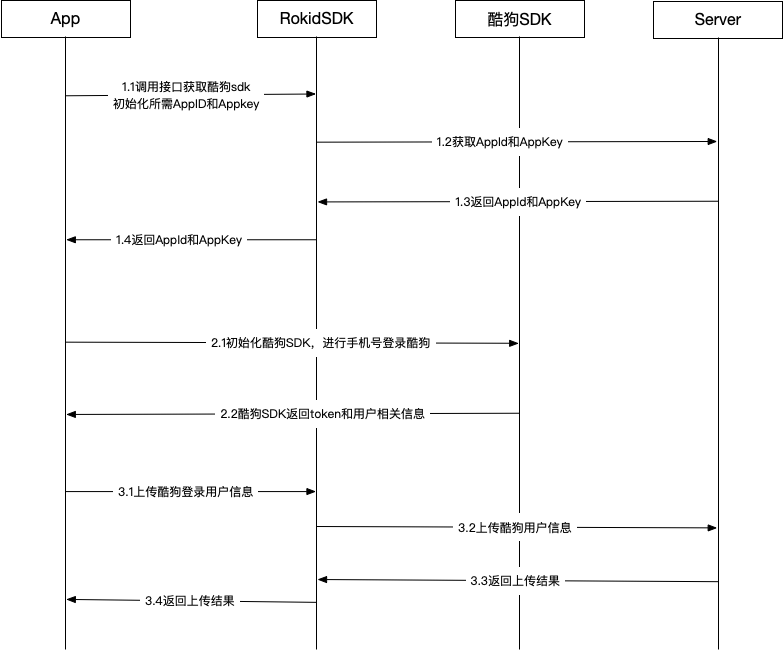 App
RokidSDK
酷狗SDK
Server
1.1调用接口获取酷狗sdk
初始化所需AppID和Appkey
1.2获取AppId和AppKey
1.3返回AppId和AppKey
1.4返回AppId和AppKey
2.1初始化酷狗SDK，进行手机号登录酷狗
2.2酷狗SDK返回token和用户相关信息
3.1上传酷狗登录用户信息
3.2上传酷狗用户信息
3.3返回上传结果
3.4返回上传结果